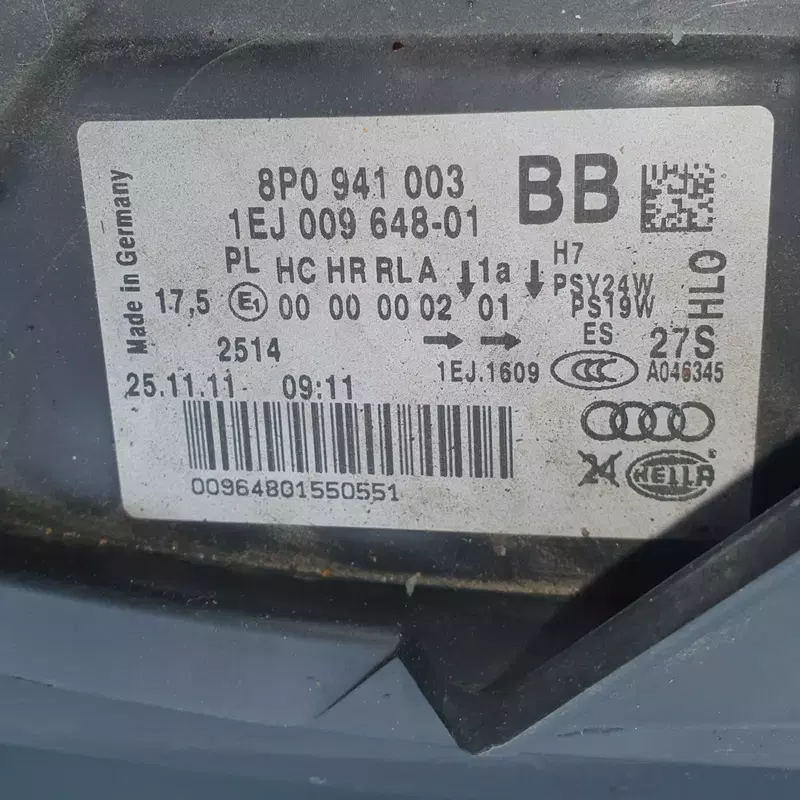 Made in Germany
8P0 941 003
BB
1EJ 009 648-01
PL HC HR RL A 1a
H7
PSY24W
PS19W
ES
HLO
17,5 E1 00 00 00 02 01
27S
2514
1EJ.1609
CCC
A046345
25.11.11 09:11
24
HELLA
00964801550551